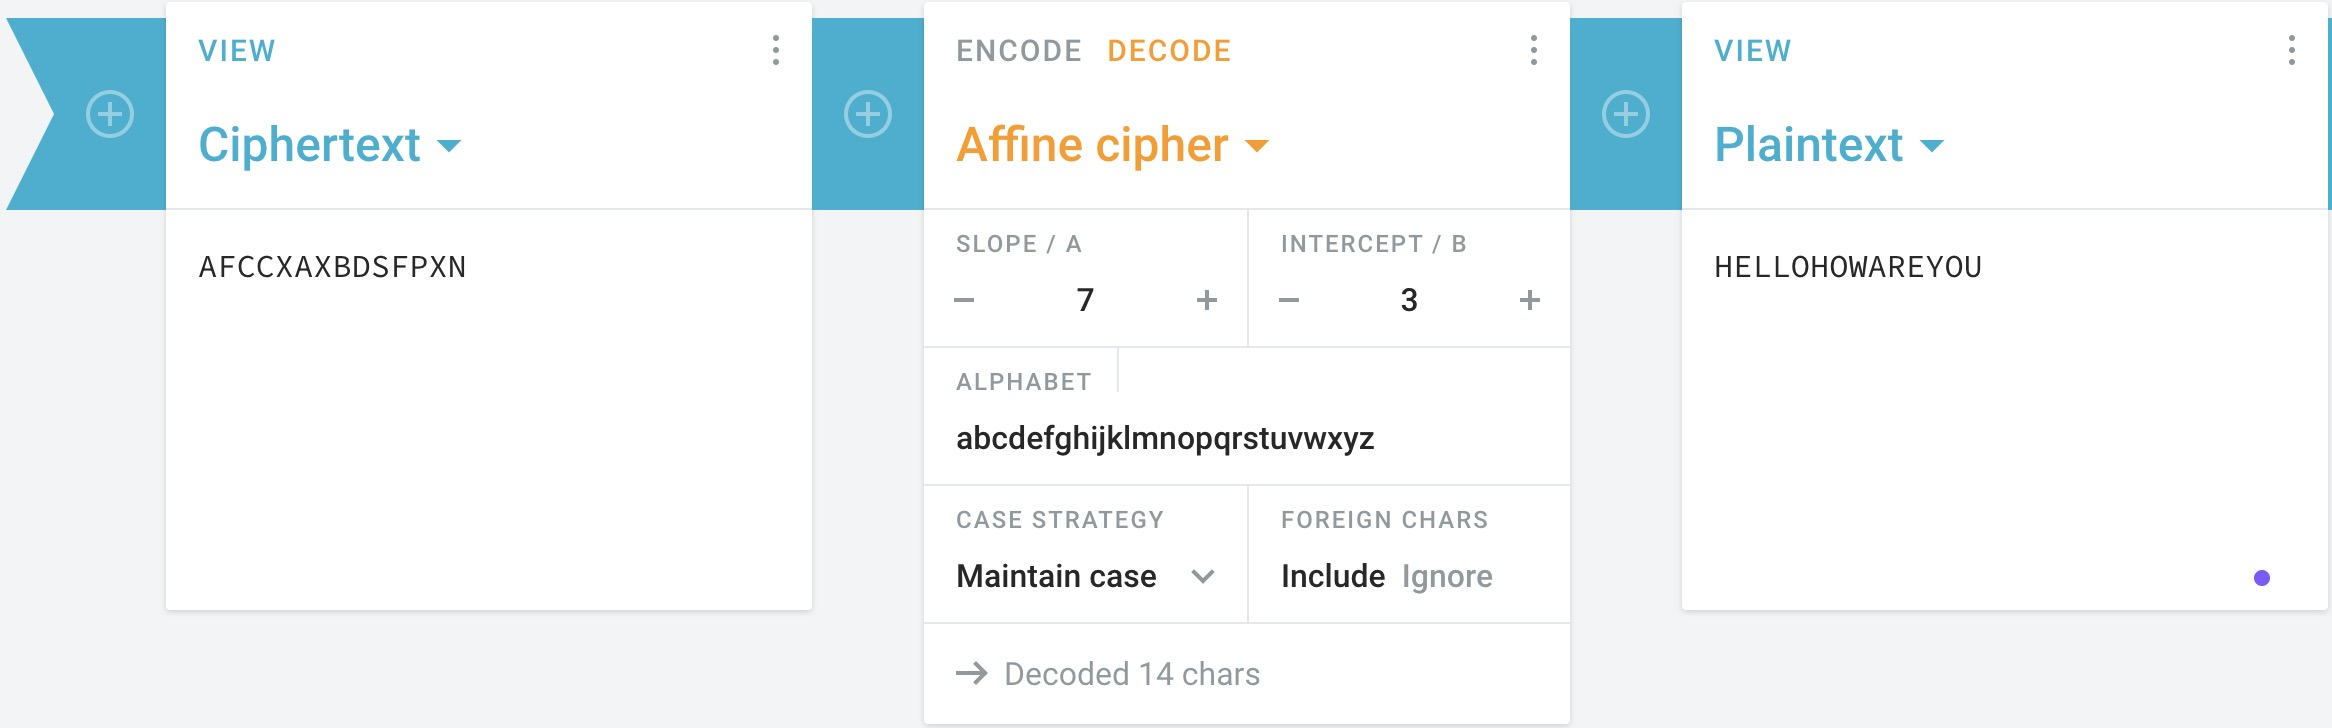 VIEW
Ciphertext
AFCCXAXBDSFPXN
ENCODE DECODE
Affine cipher
SLOPE / A
7
INTERCEPT / B
3
ALPHABET
abcdefghijklmnopqrstuvwxyz
CASE STRATEGY
Maintain case
FOREIGN CHARS
Include Ignore
Decoded 14 chars
VIEW
Plaintext
HELLOHOWAREYOU